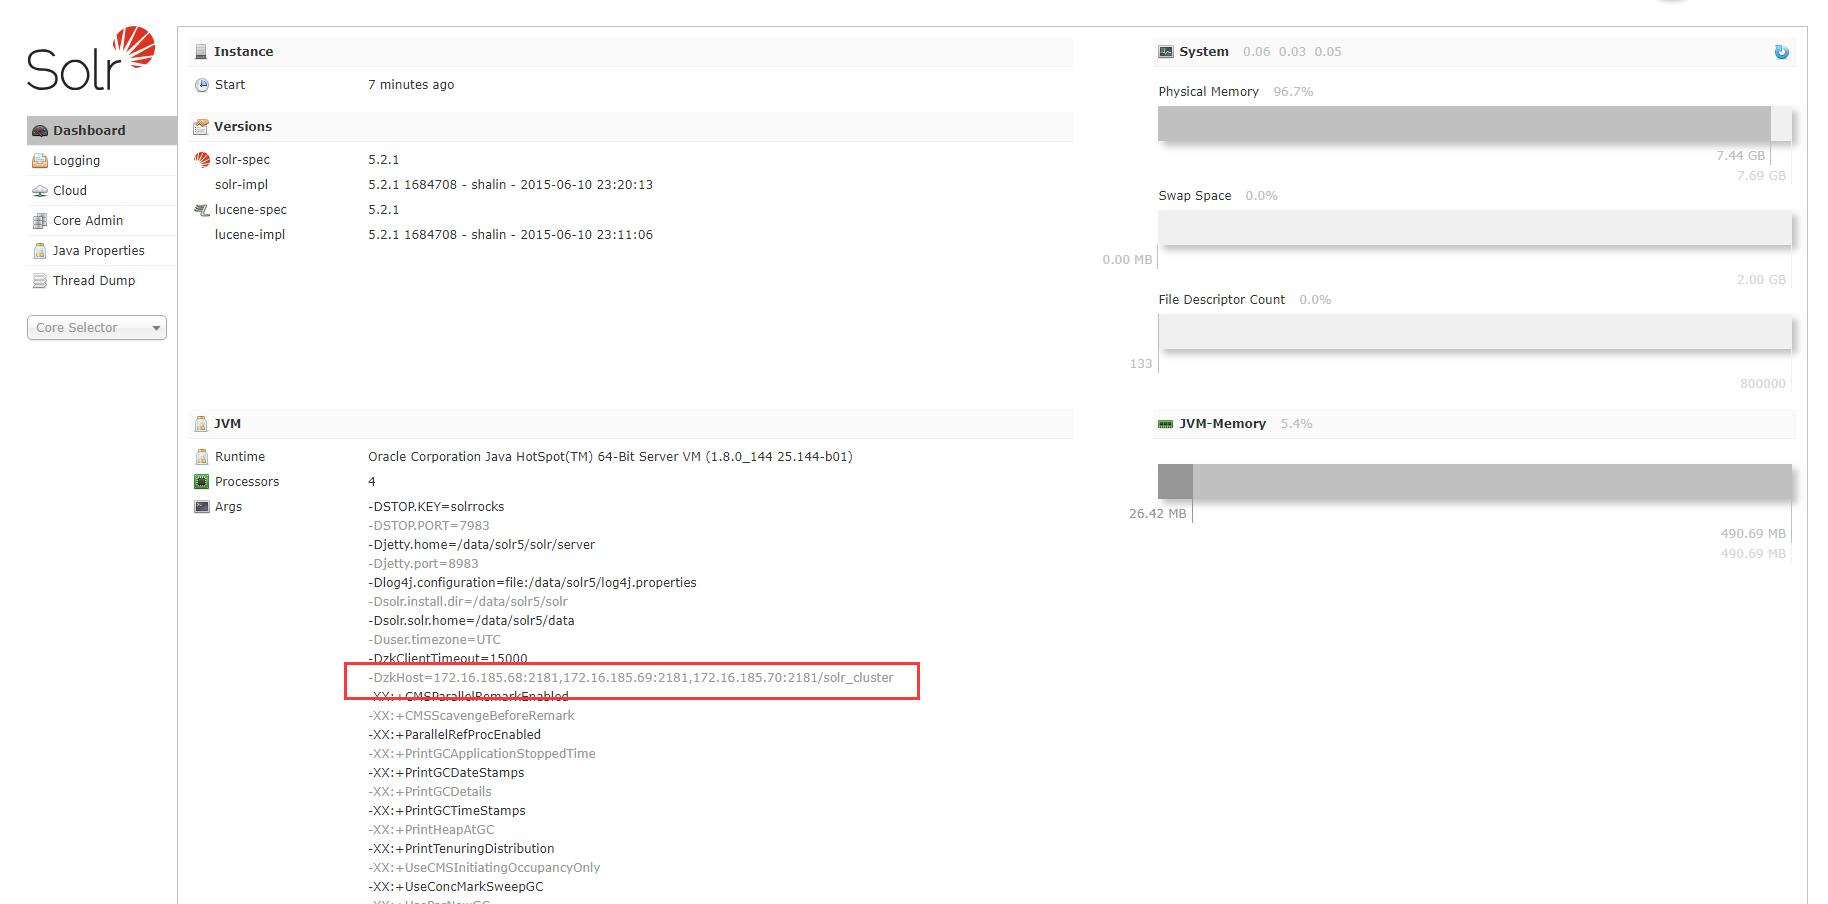 Solr
Dashboard
Logging
Cloud
Core Admin
Java Properties
Thread Dump
Core Selector
Instance
Start 7 minutes ago
Versions
solr-spec 5.2.1
solr-impl 5.2.1 1684708 - shalin - 2015-06-10 23:20:13
lucene-spec 5.2.1
lucene-impl 5.2.1 1684708 - shalin - 2015-06-10 23:11:06
System 0.06 0.03 0.05
Physical Memory 96.7%
7.44 GB
7.69 GB
Swap Space 0.0%
0.00 MB
2.00 GB
File Descriptor Count 0.0%
133
800000
JVM
Runtime Oracle Corporation Java HotSpot(TM) 64-Bit Server VM (1.8.0_144 25.144-b01)
Processors 4
Args -DSTOP.KEY=solrrocks
-DSTOP.PORT=7983
-Djetty.home=/data/solr5/solr/server
-Djetty.port=8983
-Dlog4j.configuration=file:/data/solr5/log4j.properties
-Dsolr.install.dir=/data/solr5/solr
-Dsolr.solr.home=/data/solr5/data
-Duser.timezone=UTC
-DzkClientTimeout=15000
-DzkHost=172.16.185.68:2181,172.16.185.69:2181,172.16.185.70:2181/solr_cluster
-XX:+CMSParallelRemarkEnabled
-XX:+CMSScavengeBeforeRemark
-XX:+ParallelRefProcEnabled
-XX:+PrintGCApplicationStoppedTime
-XX:+PrintGCDateStamps
-XX:+PrintGCDetails
-XX:+PrintGCTimeStamps
-XX:+PrintHeapAtGC
-XX:+PrintTenuringDistribution
-XX:+UseCMSInitiatingOccupancyOnly
-XX:+UseConcMarkSweepGC
-XX:+UseParNewGC
JVM-Memory 5.4%
26.42 MB
490.69 MB
490.69 MB